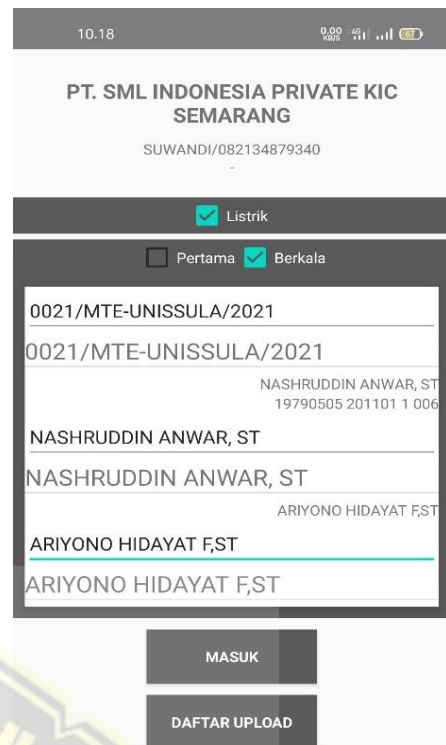 10.18
0.00 KB/S 4G 67
PT. SML INDONESIA PRIVATE KIC
SEMARANG
SUWANDI/082134879340
-
Listrik
Pertama Berkala
0021/MTE-UNISSULA/2021
0021/MTE-UNISSULA/2021
NASHRUDDIN ANWAR, ST
19790505 201101 1 006
NASHRUDDIN ANWAR, ST
NASHRUDDIN ANWAR, ST
ARIYONO HIDAYAT F,ST
ARIYONO HIDAYAT F,ST
ARIYONO HIDAYAT F,ST
MASUK
DAFTAR UPLOAD